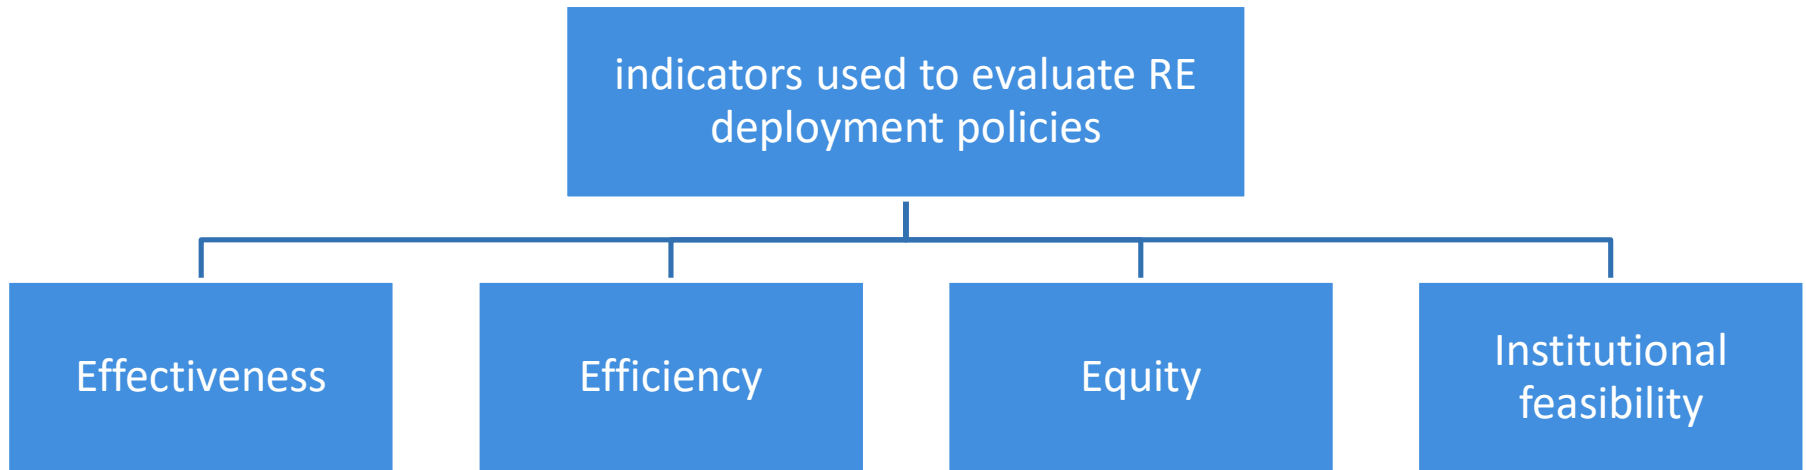 indicators used to evaluate RE
deployment policies
Effectiveness
Efficiency
Equity
Institutional
feasibility